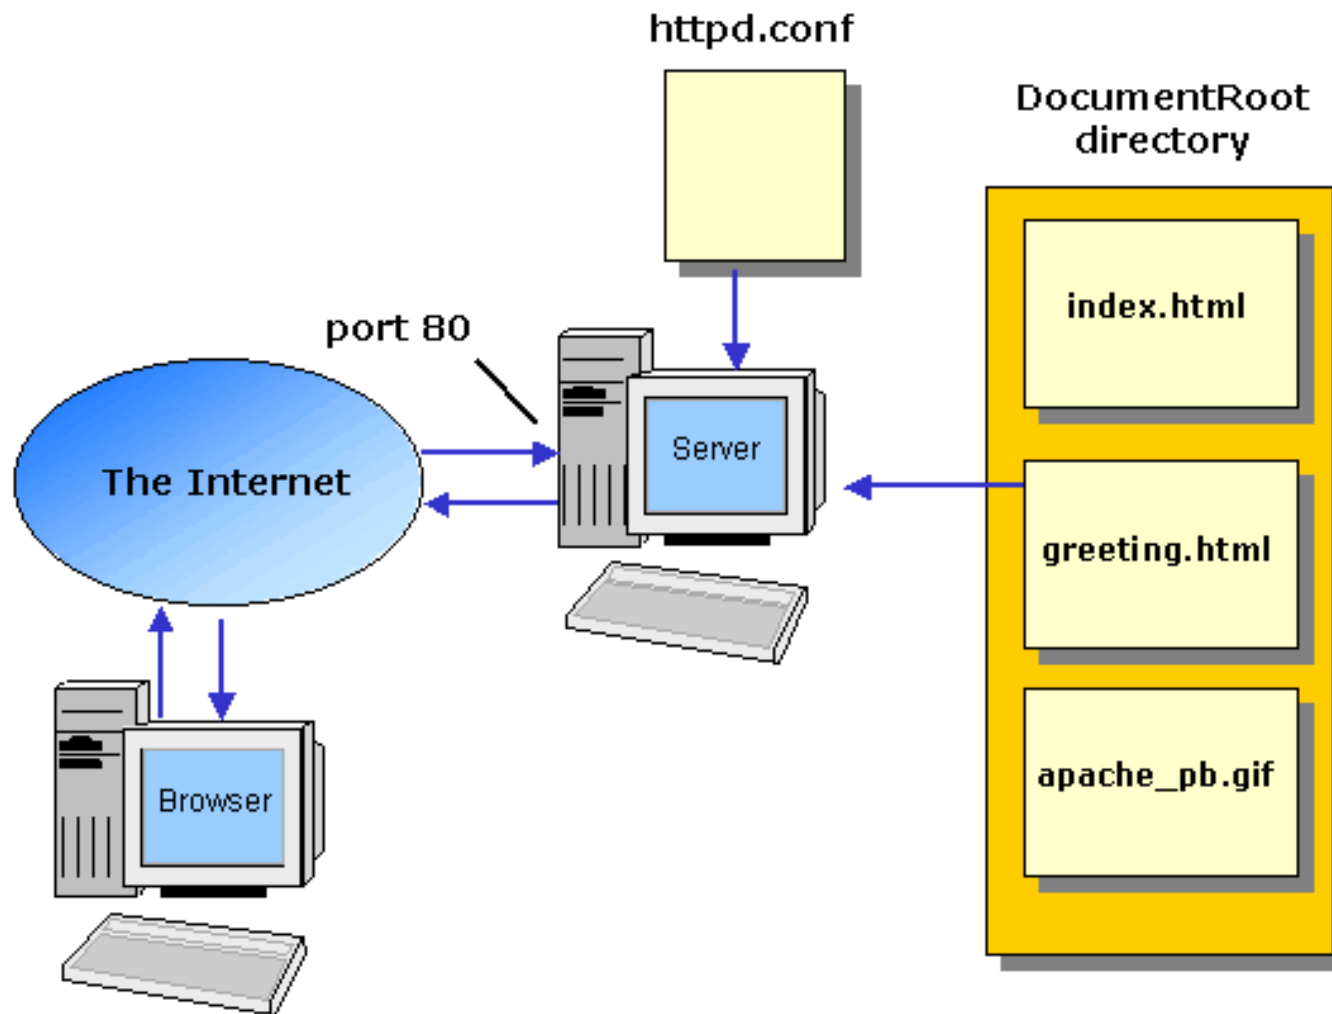 httpd.conf
DocumentRoot
directory
index.html
port 80
Server
The Internet
greeting.html
apache_pb.gif
Browser